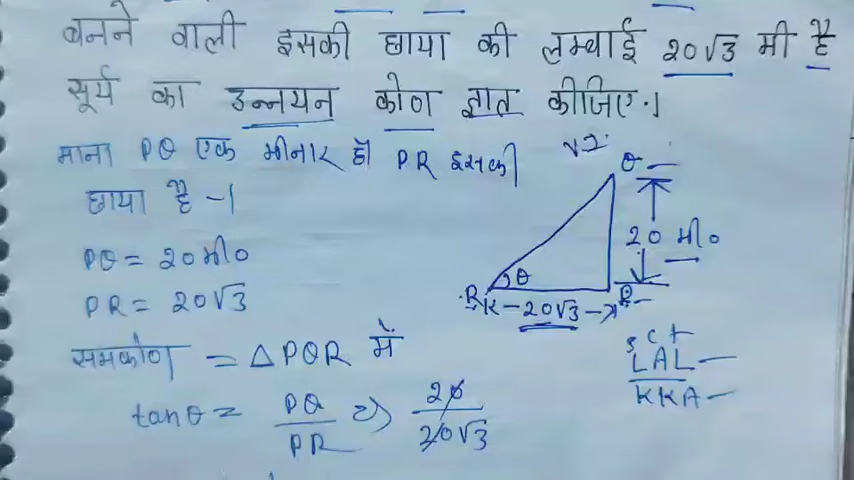 बनने वाली इसकी छाया की लम्बाई 20√3 मी है
सूर्य का उन्नयन कोण ज्ञात कीजिए।
माना PQ एक मीनार हो PR इसकी
छाया है -।
PQ = 20 मी०
PR = 20√3
समकोण = △PQR में
tanθ = PQ/PR ⇒ 20/20√3
Q
20 मी०
θ
R
20√3
P
S C T
LAL
KKA